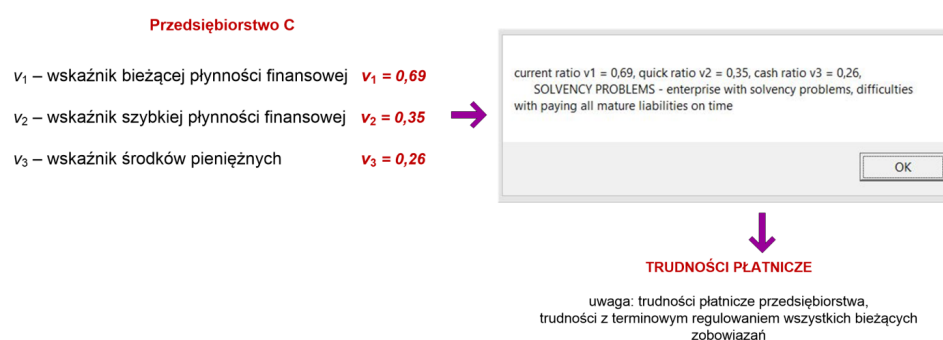 Przedsiębiorstwo C
v1 – wskaźnik bieżącej płynności finansowej v1 = 0,69
v2 – wskaźnik szybkiej płynności finansowej v2 = 0,35
v3 – wskaźnik środków pieniężnych v3 = 0,26
current ratio v1 = 0,69, quick ratio v2 = 0,35, cash ratio v3 = 0,26,
SOLVENCY PROBLEMS - enterprise with solvency problems, difficulties
with paying all mature liabilities on time
OK
TRUDNOŚCI PŁATNICZE
uwaga: trudności płatnicze przedsiębiorstwa,
trudności z terminowym regulowaniem wszystkich bieżących
zobowiązań